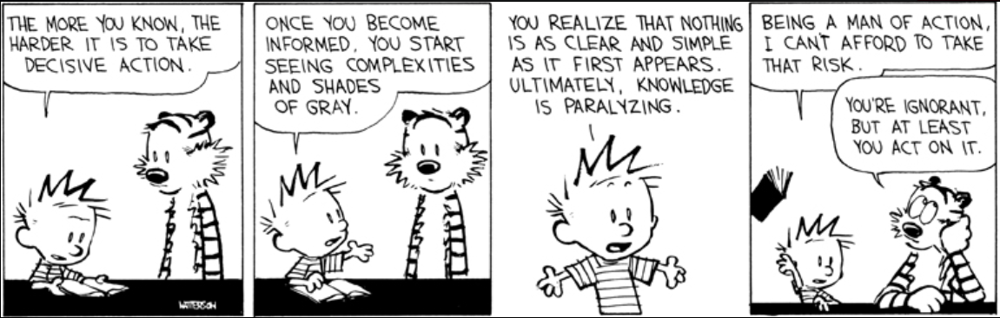 THE MORE YOU KNOW, THE
HARDER IT IS TO TAKE
DECISIVE ACTION.
WATTERSON
ONCE YOU BECOME
INFORMED, YOU START
SEEING COMPLEXITIES
AND SHADES
OF GRAY.
YOU REALIZE THAT NOTHING
IS AS CLEAR AND SIMPLE
AS IT FIRST APPEARS.
ULTIMATELY, KNOWLEDGE
IS PARALYZING.
BEING A MAN OF ACTION,
I CAN'T AFFORD TO TAKE
THAT RISK.
YOU'RE IGNORANT,
BUT AT LEAST
YOU ACT ON IT.